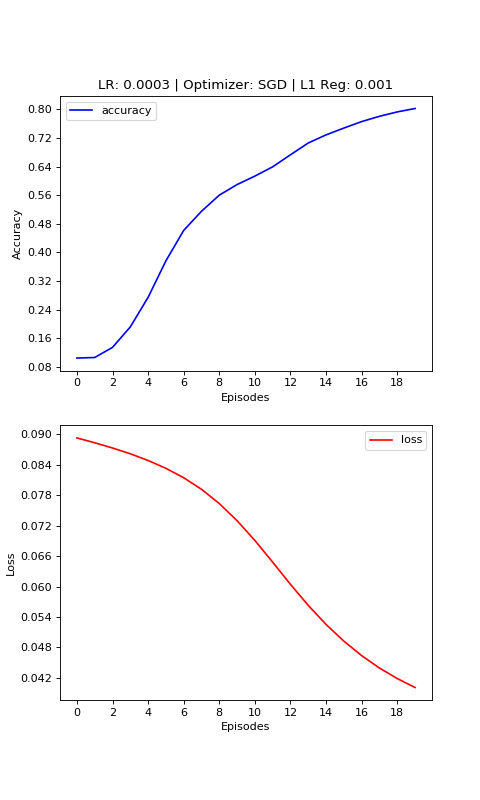 LR: 0.0003 | Optimizer: SGD | L1 Reg: 0.001
accuracy
Accuracy
0.80
0.72
0.64
0.56
0.48
0.40
0.32
0.24
0.16
0.08
0 2 4 6 8 10 12 14 16 18
Episodes
loss
Loss
0.090
0.084
0.078
0.072
0.066
0.060
0.054
0.048
0.042
0 2 4 6 8 10 12 14 16 18
Episodes